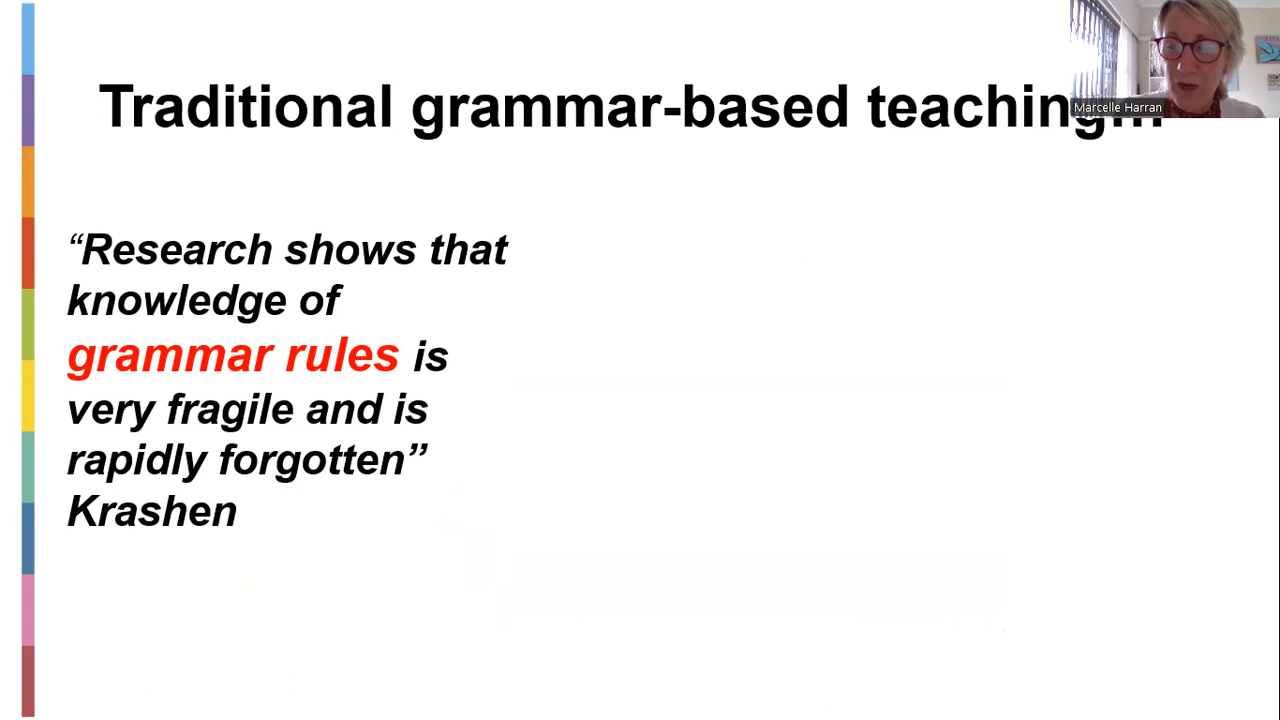 Traditional grammar-based teaching...
Marcelle Harran
“Research shows that
knowledge of
grammar rules is
very fragile and is
rapidly forgotten”
Krashen